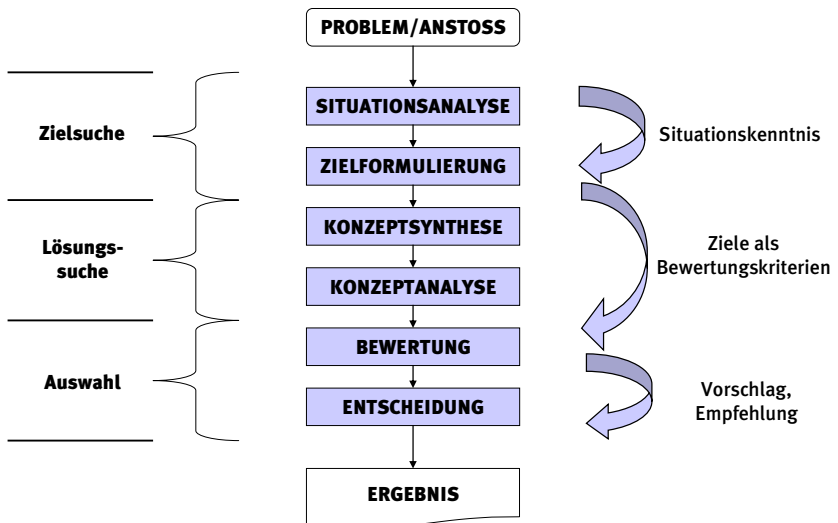 PROBLEM/ANSTOSS
SITUATIONSANALYSE
Zielsuche
Situationskenntnis
ZIELFORMULIERUNG
KONZEPTSYNTHESE
Lösungs-
suche
Ziele als
Bewertungskriterien
KONZEPTANALYSE
BEWERTUNG
Auswahl
Vorschlag,
Empfehlung
ENTSCHEIDUNG
ERGEBNIS